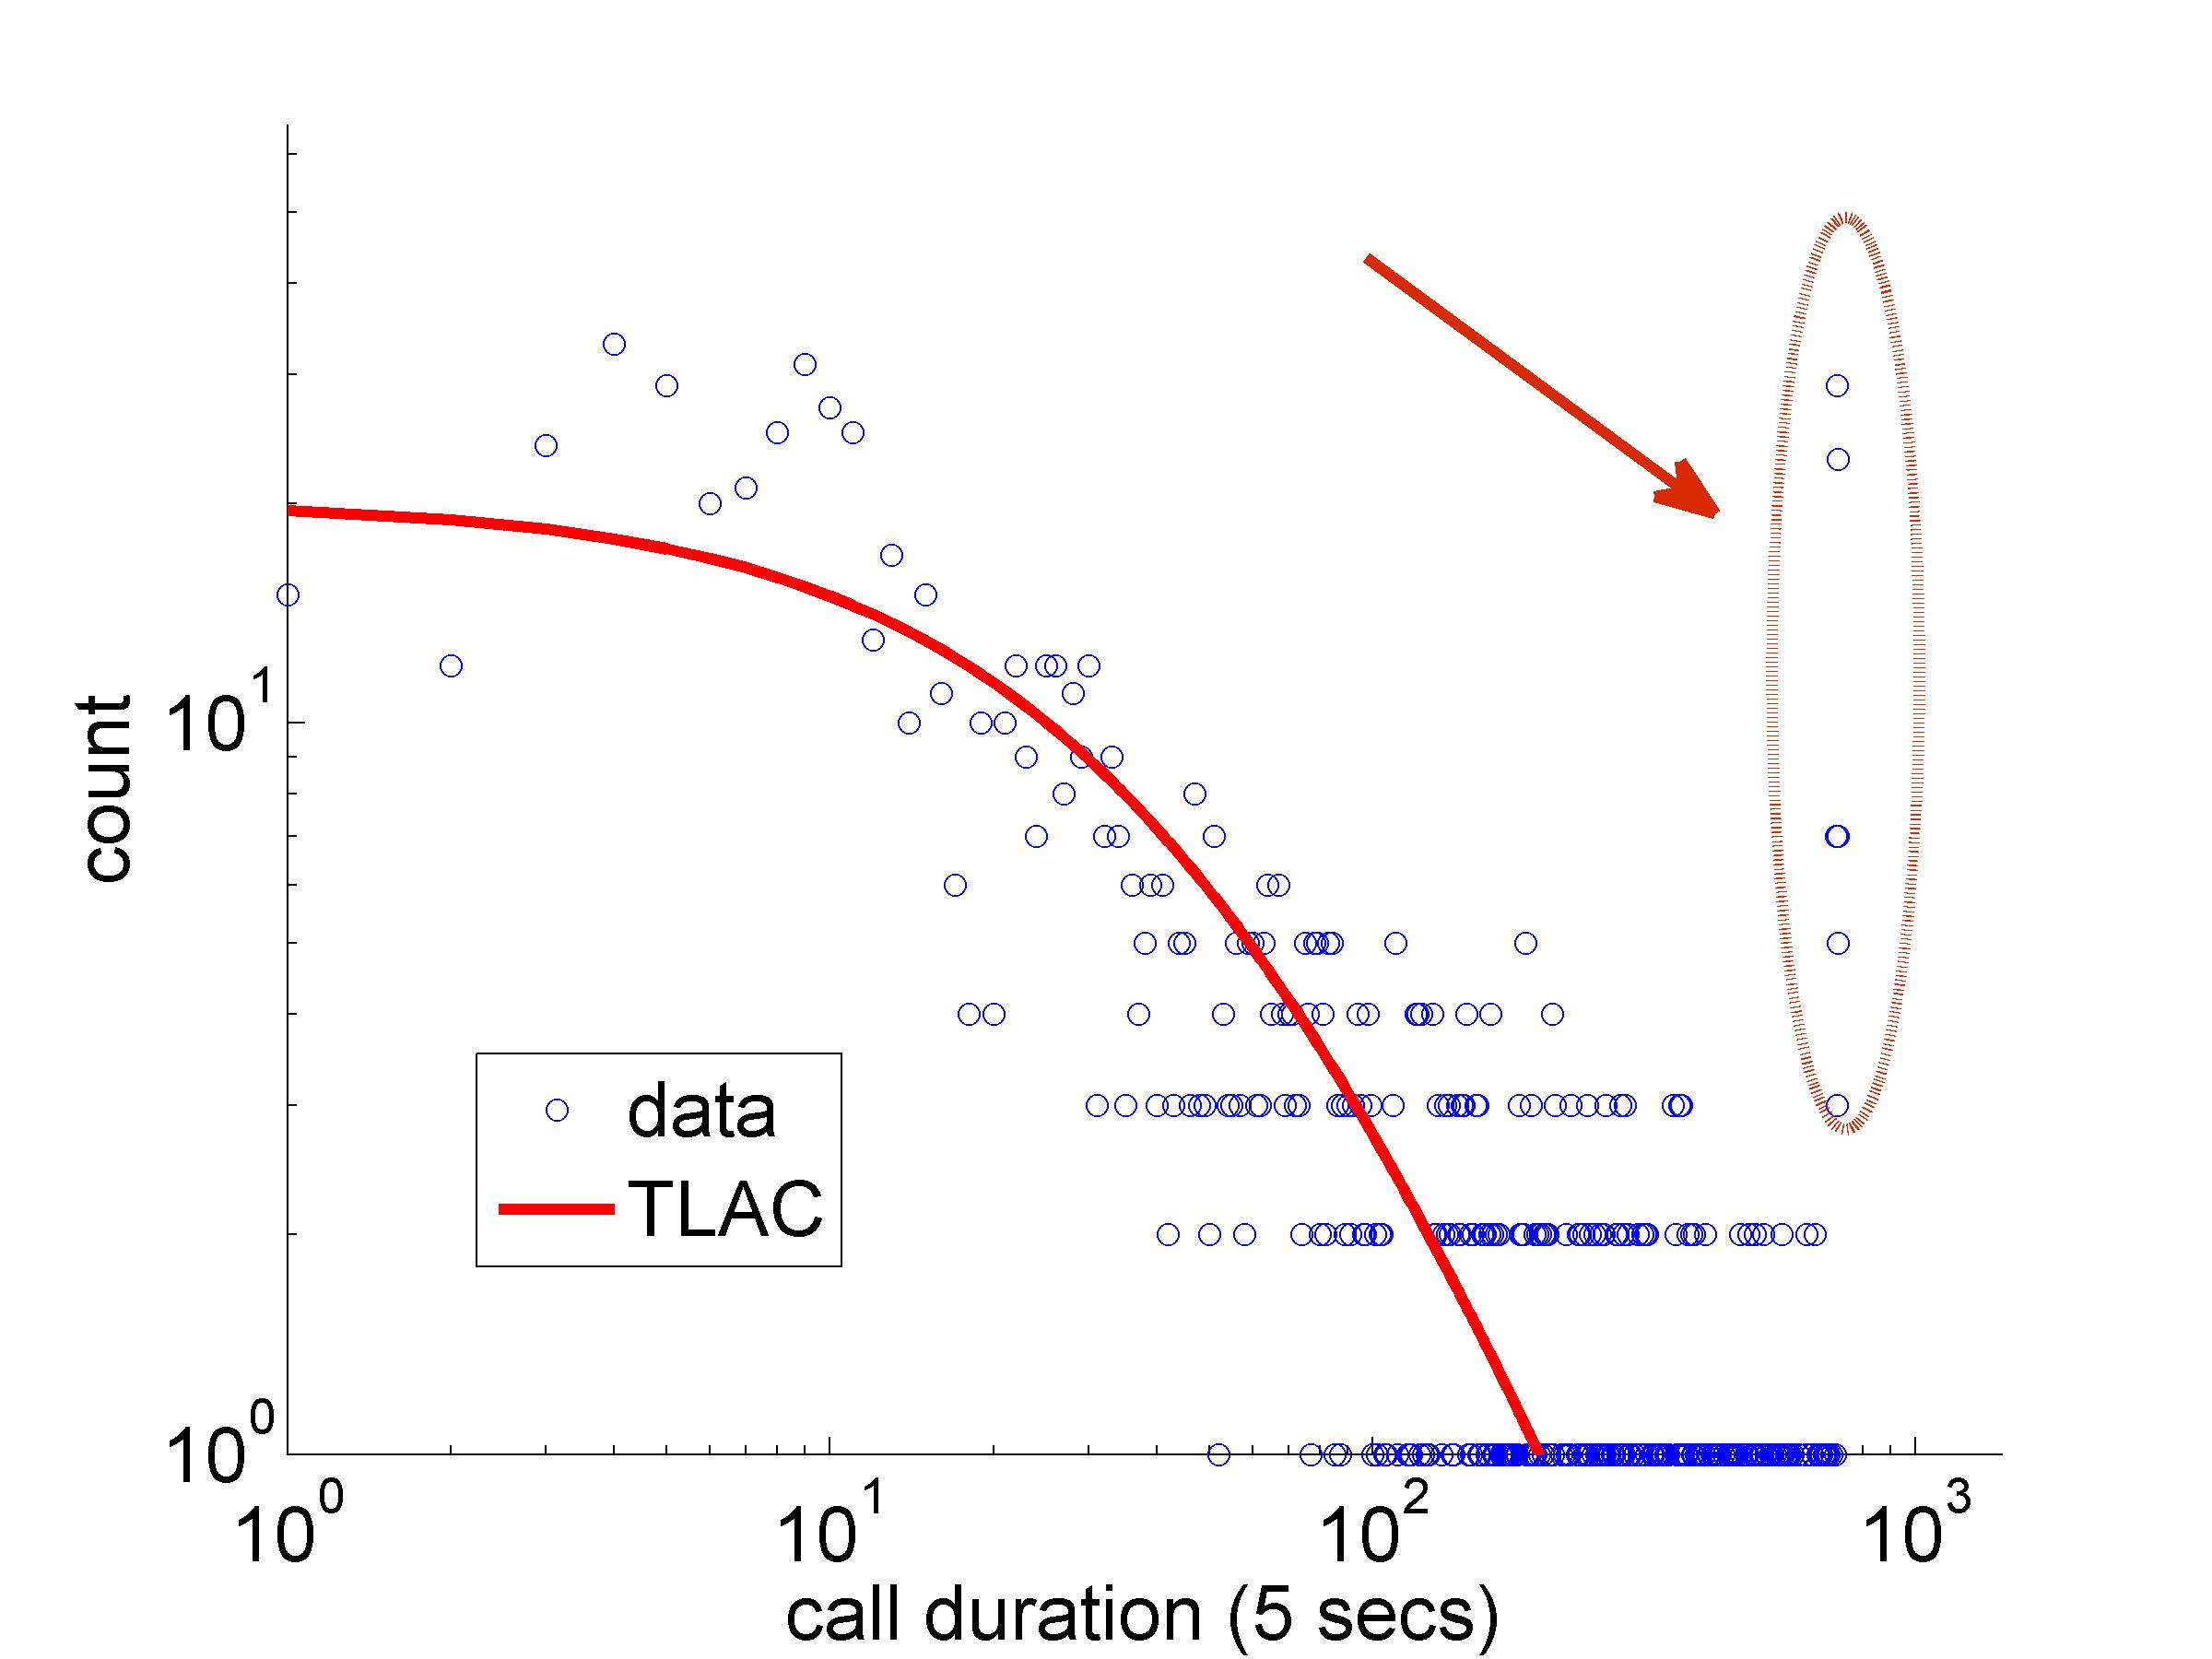 count
10^1
10^0
data
TLAC
10^0 10^1 10^2 10^3
call duration (5 secs)